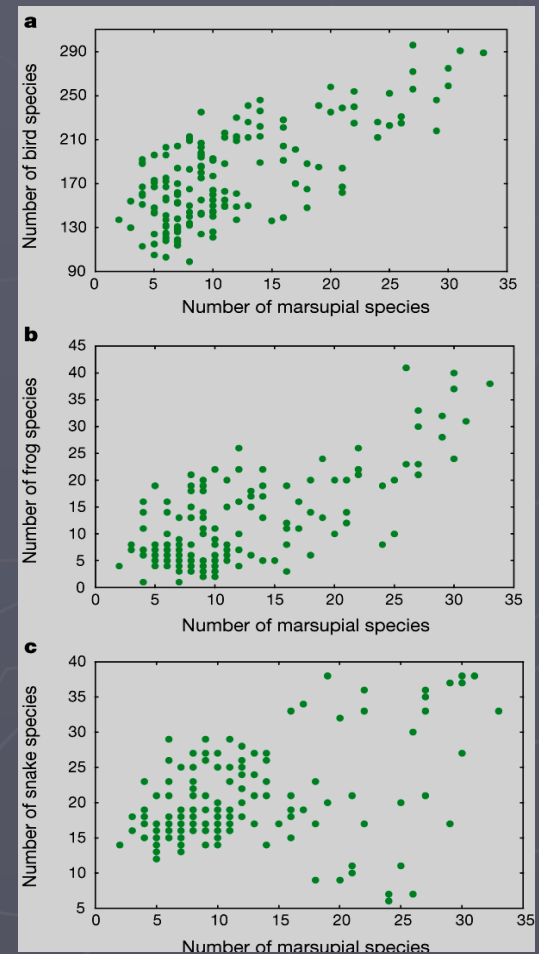 a
Number of bird species
290
250
210
170
130
90
0 5 10 15 20 25 30 35
Number of marsupial species
b
Number of frog species
45
40
35
30
25
20
15
10
5
0
0 5 10 15 20 25 30 35
Number of marsupial species
c
Number of snake species
40
35
30
25
20
15
10
5
0 5 10 15 20 25 30 35
Number of marsupial species